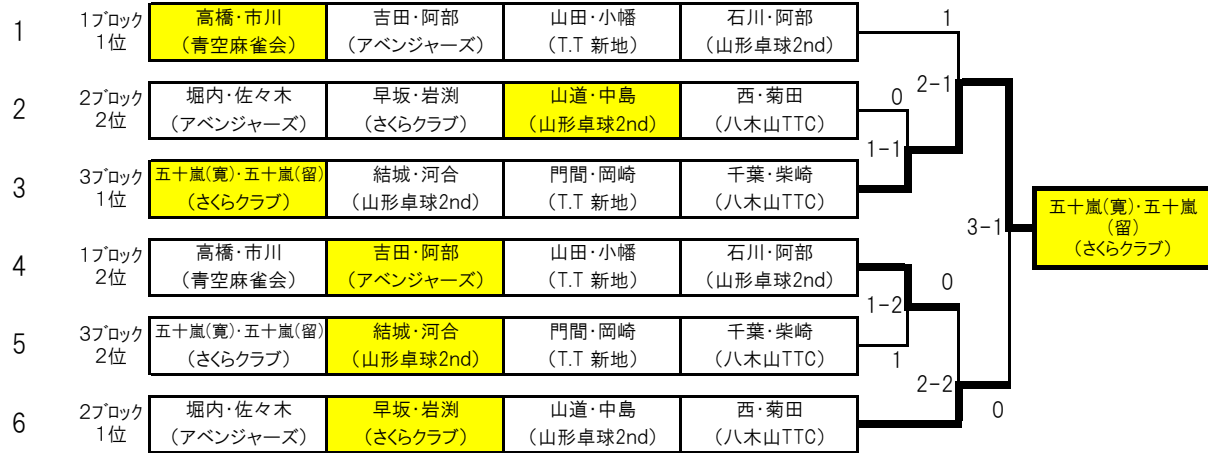 1 1ブロック 高橋・市川 吉田・阿部 山田・小幡 石川・阿部 1
1位 (青空麻雀会) (アベンジャーズ) (T.T 新地) (山形卓球2nd)
2-1
2 2ブロック 堀内・佐々木 早坂・岩渕 山道・中島 西・菊田 0
2位 (アベンジャーズ) (さくらクラブ) (山形卓球2nd) (八木山TTC)
1-1
3 3ブロック 五十嵐(寛)・五十嵐(留) 結城・河合 門間・岡崎 千葉・柴崎
1位 (さくらクラブ) (山形卓球2nd) (T.T 新地) (八木山TTC)
3-1
五十嵐(寛)・五十嵐
(留)
(さくらクラブ)
4 1ブロック 高橋・市川 吉田・阿部 山田・小幡 石川・阿部
2位 (青空麻雀会) (アベンジャーズ) (T.T 新地) (山形卓球2nd) 0
1-2
5 3ブロック 五十嵐(寛)・五十嵐(留) 結城・河合 門間・岡崎 千葉・柴崎
2位 (さくらクラブ) (山形卓球2nd) (T.T 新地) (八木山TTC) 1
2-2
0
6 2ブロック 堀内・佐々木 早坂・岩渕 山道・中島 西・菊田
1位 (アベンジャーズ) (さくらクラブ) (山形卓球2nd) (八木山TTC)